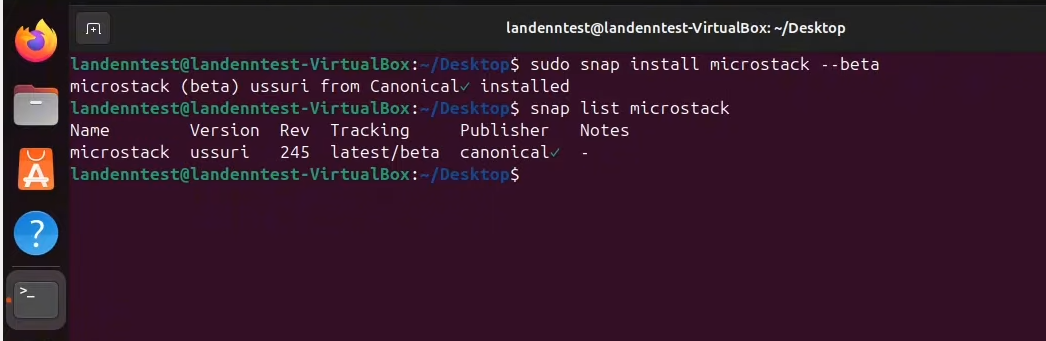 landenntest@landenntest-VirtualBox: ~/Desktop
landenntest@landenntest-VirtualBox:~/Desktop$ sudo snap install microstack --beta
microstack (beta) ussuri from Canonical✓ installed
landenntest@landenntest-VirtualBox:~/Desktop$ snap list microstack
Name        Version  Rev  Tracking     Publisher   Notes
microstack  ussuri   245  latest/beta  canonical✓  -
landenntest@landenntest-VirtualBox:~/Desktop$